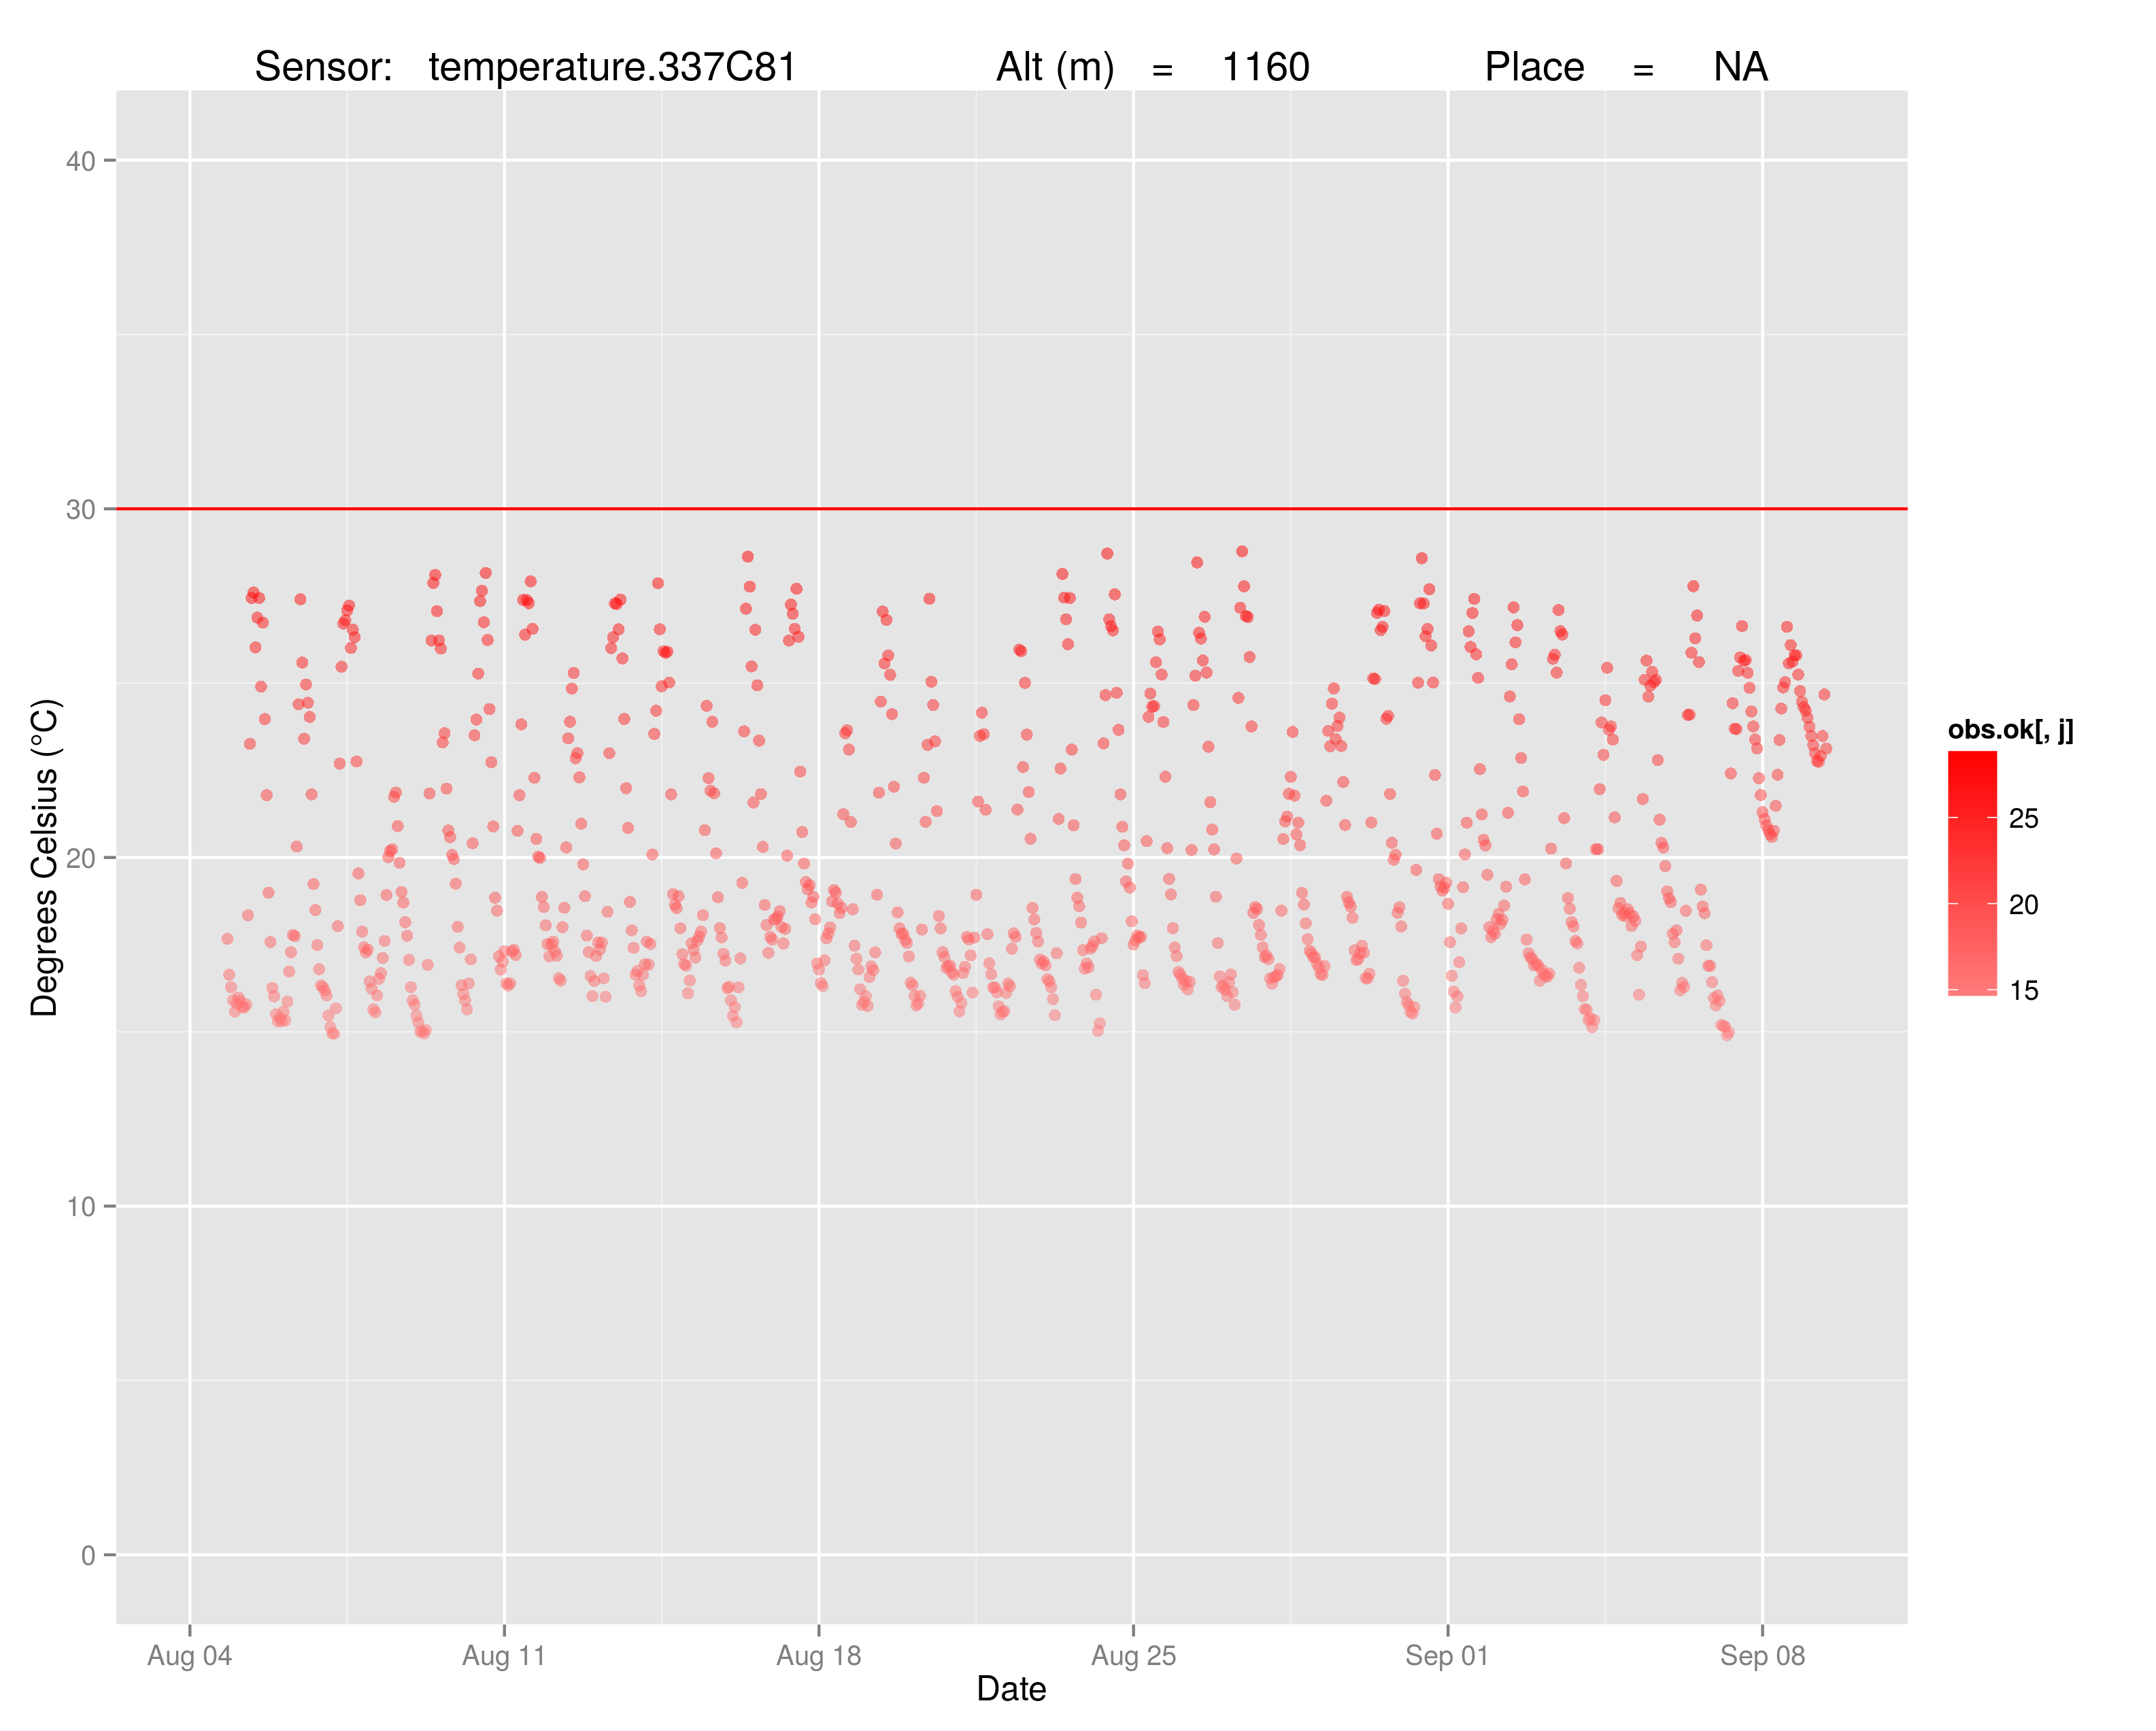 Sensor: temperature.337C81 Alt (m) = 1160 Place = NA
40
30
20
10
0
Degrees Celsius (°C)
Aug 04 Aug 11 Aug 18 Aug 25 Sep 01 Sep 08
Date
obs.ok[, j]
25
20
15